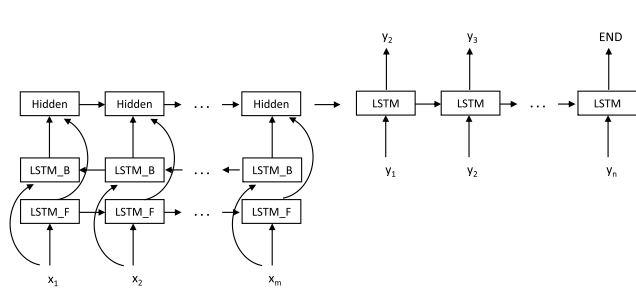 y₂ y₃ END
Hidden Hidden ... Hidden LSTM LSTM ... LSTM
LSTM_B LSTM_B ... LSTM_B y₁ y₂ yₙ
LSTM_F LSTM_F ... LSTM_F
x₁ x₂ xₘ